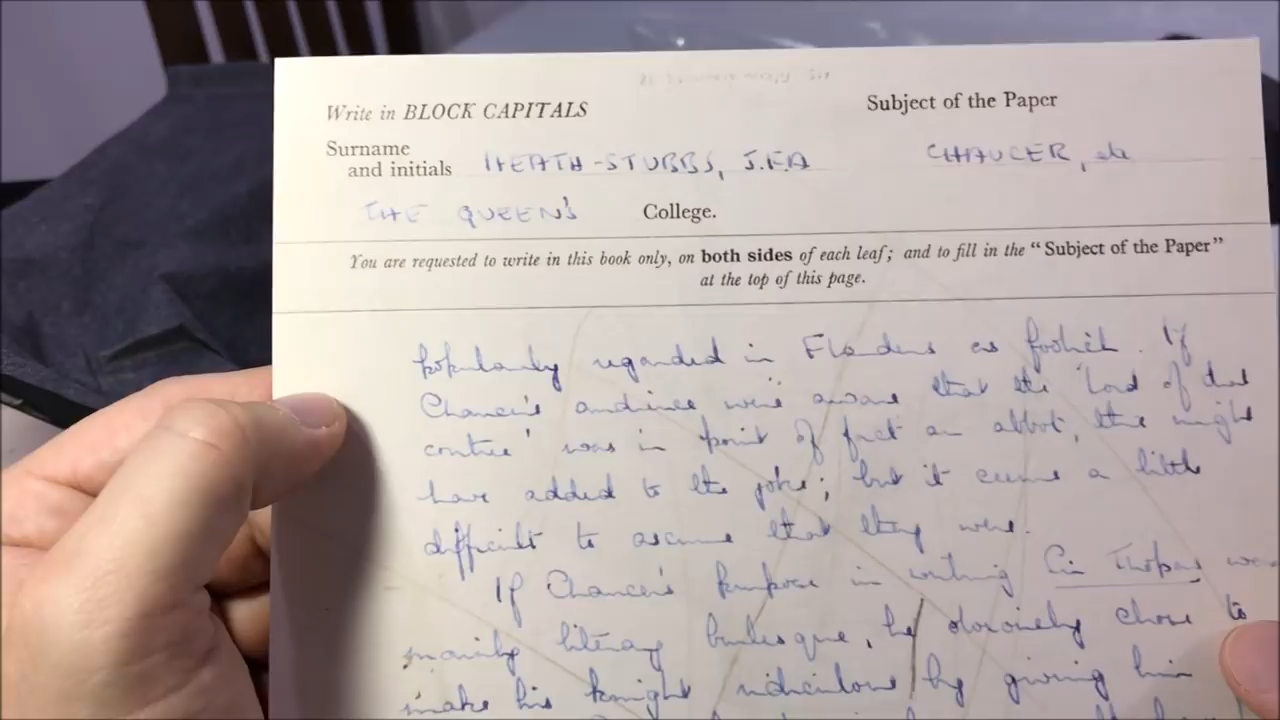 Write in BLOCK CAPITALS
Subject of the Paper
Surname
and initials HEATH-STUBBS, J.F.A
CHAUCER, etc
THE QUEEN'S College.
You are requested to write in this book only, on both sides of each leaf; and to fill in the "Subject of the Paper"
at the top of this page.
popularly regarded in Flanders as foolish. If
Chaucer's audience were aware that the 'Lord of that
contree' was in point of fact an abbot, this might
have added to the joke; but it seems a little
difficult to assume that they were.
If Chaucer's purpose in writing Sir Thopas was
mainly literary burlesque, he obviously chose to
make his knight ridiculous by giving him